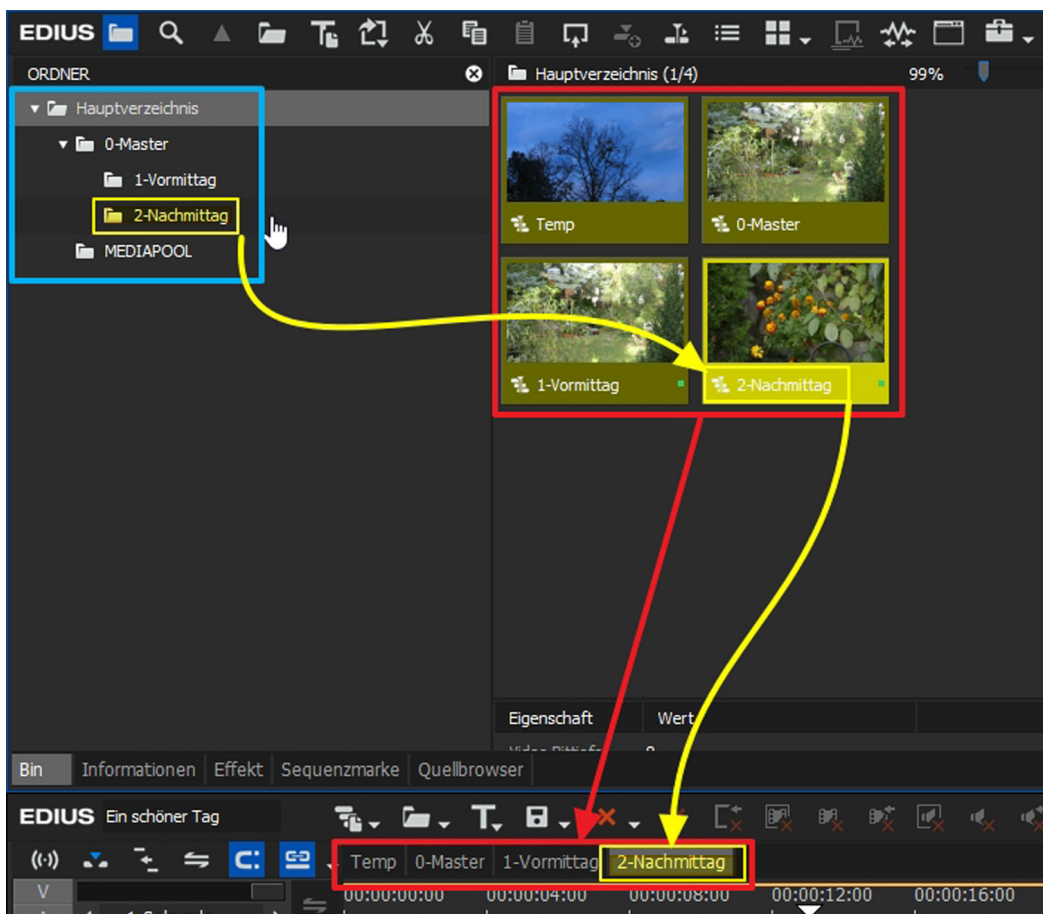 EDIUS
ORDNER
Hauptverzeichnis (1/4)
99%
Hauptverzeichnis
0-Master
1-Vormittag
2-Nachmittag
MEDIAPOOL
Temp
0-Master
1-Vormittag
2-Nachmittag
Eigenschaft Wert
Bin Informationen Effekt Sequenzmarke Quellbrowser
EDIUS Ein schöner Tag
Temp 0-Master 1-Vormittag 2-Nachmittag
V
00:00:00:00 00:00:04:00 00:00:08:00 00:00:12:00 00:00:16:00